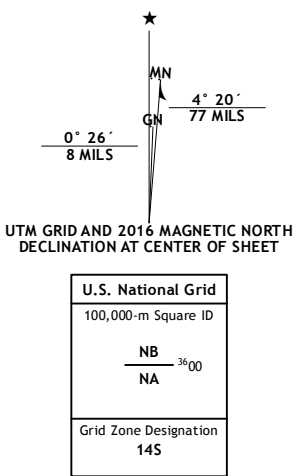 ★
MN
GN
4° 20´
77 MILS
0° 26´
8 MILS
UTM GRID AND 2016 MAGNETIC NORTH
DECLINATION AT CENTER OF SHEET
U.S. National Grid
100,000-m Square ID
NB
3600
NA
Grid Zone Designation
14S